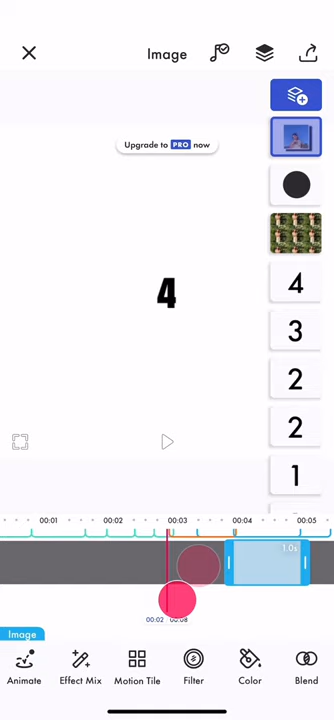 Image
Upgrade to PRO now
4
4
3
2
2
1
00:01 00:02 00:03 00:04 00:05
1.0s
00:02 00:08
Image
Animate Effect Mix Motion Tile Filter Color Blend